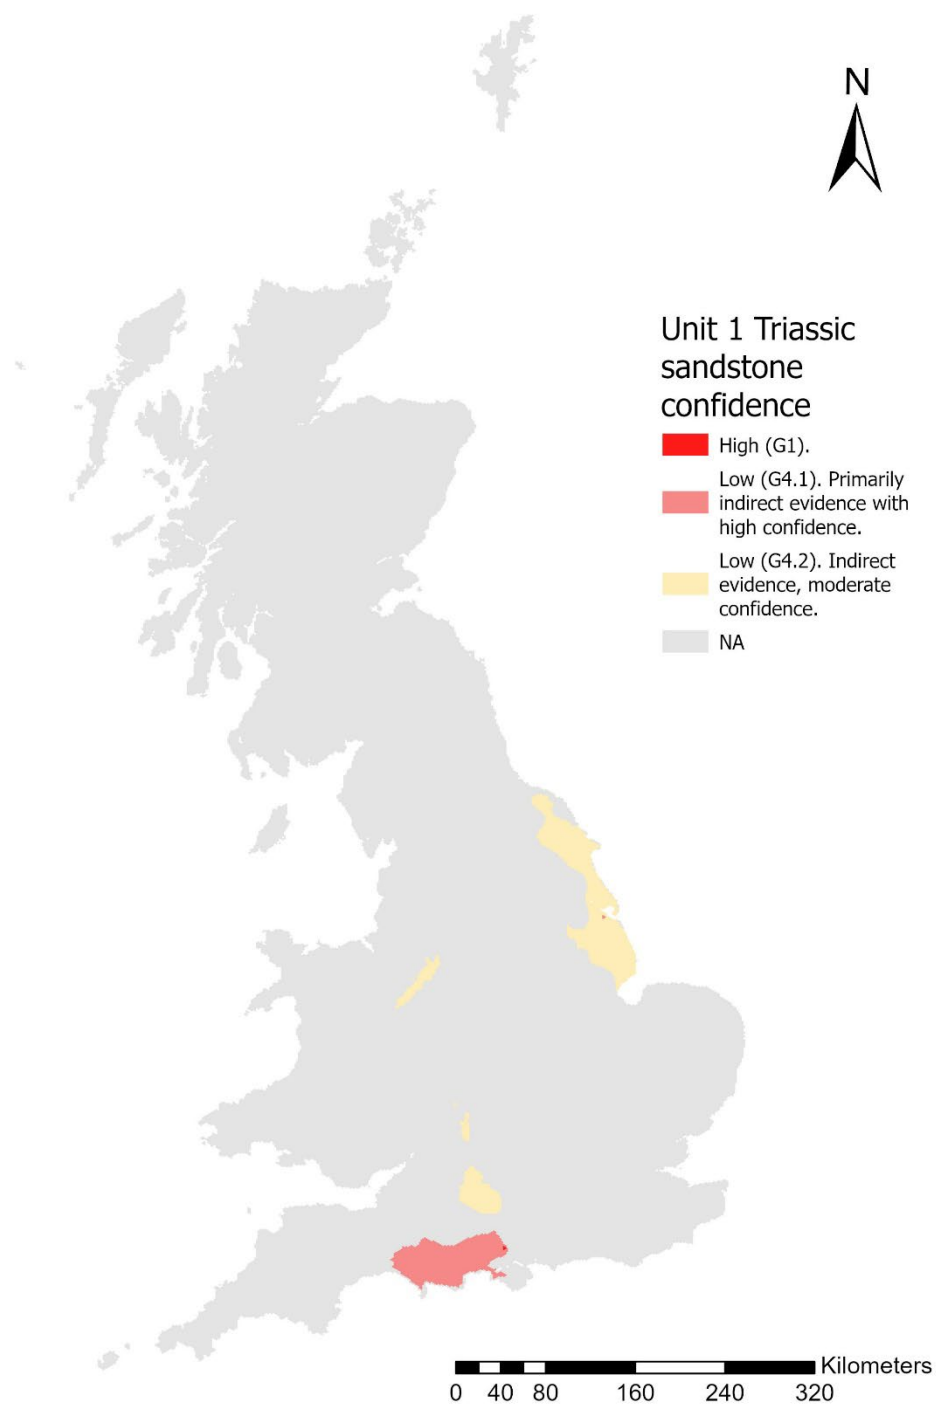 N
Unit 1 Triassic
sandstone
confidence
High (G1).
Low (G4.1). Primarily
indirect evidence with
high confidence.
Low (G4.2). Indirect
evidence, moderate
confidence.
NA
Kilometers
0 40 80 160 240 320